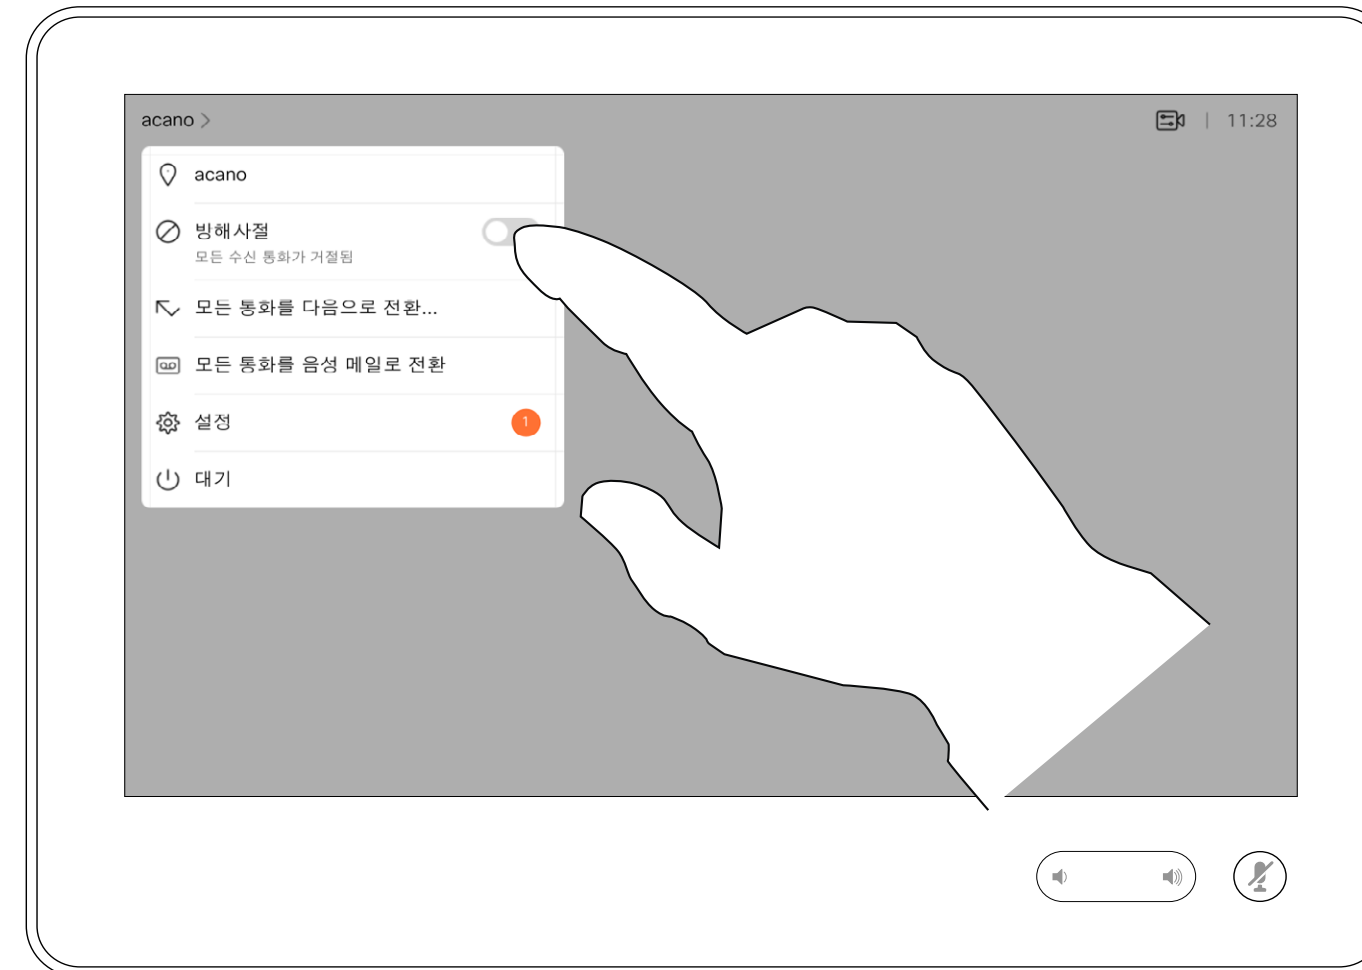 acano
11:28
acano
방해사절
모든 수신 통화가 거절됨
모든 통화를 다음으로 전환...
모든 통화를 음성 메일로 전환
설정
1
대기